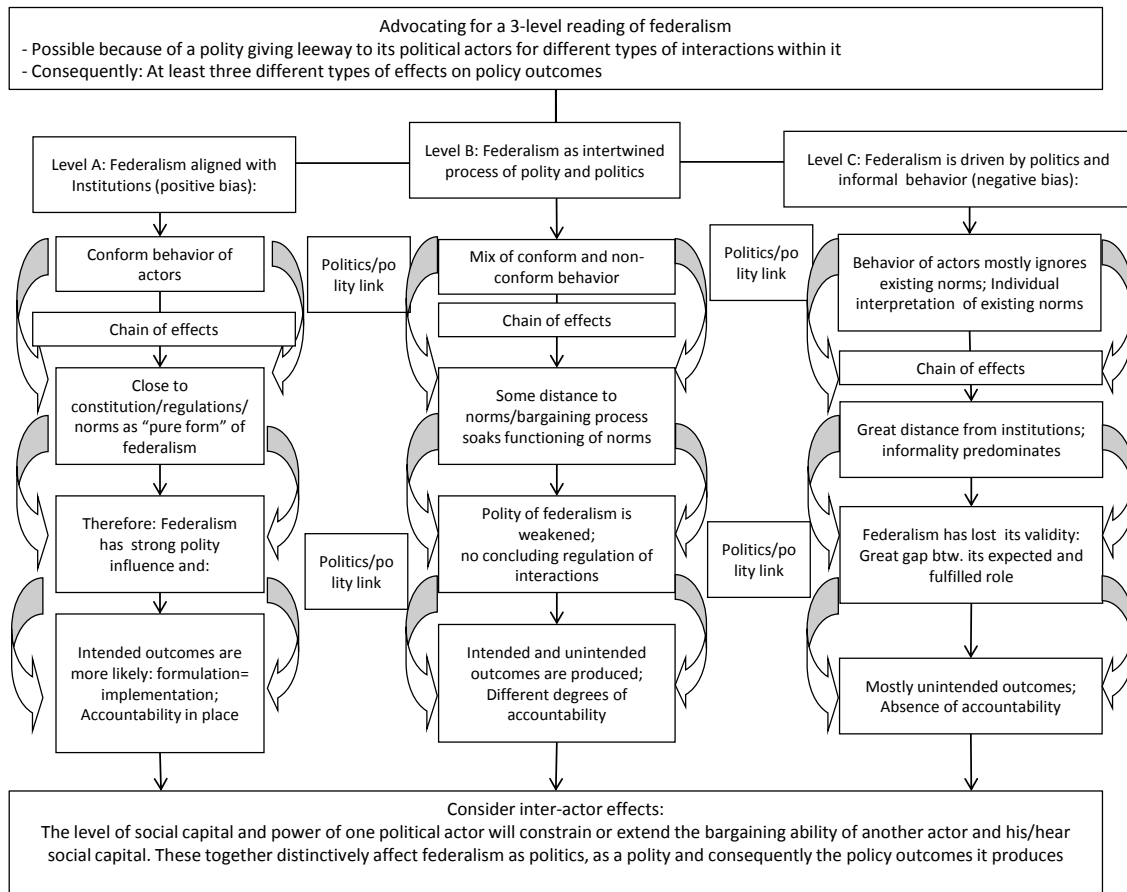 Advocating for a 3-level reading of federalism
- Possible because of a polity giving leeway to its political actors for different types of interactions within it
- Consequently: At least three different types of effects on policy outcomes
Level A: Federalism aligned with
Institutions (positive bias):
Conform behavior of
actors
Chain of effects
Close to
constitution/regulations/
norms as “pure form” of
federalism
Therefore: Federalism
has strong polity
influence and:
Intended outcomes are
more likely: formulation=
implementation;
Accountability in place
Politics/po
lity link
Politics/po
lity link
Level B: Federalism as intertwined
process of polity and politics
Mix of conform and non-
conform behavior
Chain of effects
Some distance to
norms/bargaining process
soaks functioning of norms
Polity of federalism is
weakened;
no concluding regulation of
interactions
Intended and unintended
outcomes are produced;
Different degrees of
accountability
Politics/po
lity link
Politics/po
lity link
Level C: Federalism is driven by politics and
informal behavior (negative bias):
Behavior of actors mostly ignores
existing norms; Individual
interpretation of existing norms
Chain of effects
Great distance from institutions;
informality predominates
Federalism has lost its validity:
Great gap btw. its expected and
fulfilled role
Mostly unintended outcomes;
Absence of accountability
Consider inter-actor effects:
The level of social capital and power of one political actor will constrain or extend the bargaining ability of another actor and his/hear
social capital. These together distinctively affect federalism as politics, as a polity and consequently the policy outcomes it produces